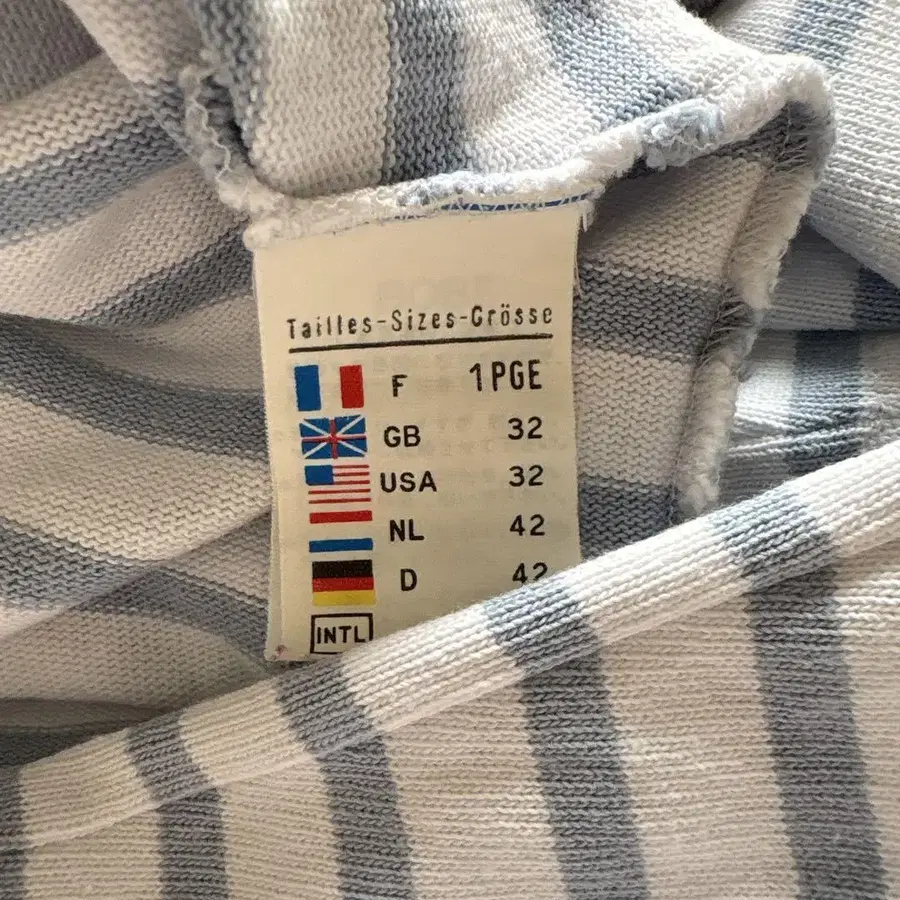 Tailles-Sizes-Grösse
F 1PGE
GB 32
USA 32
NL 42
D 42
INTL